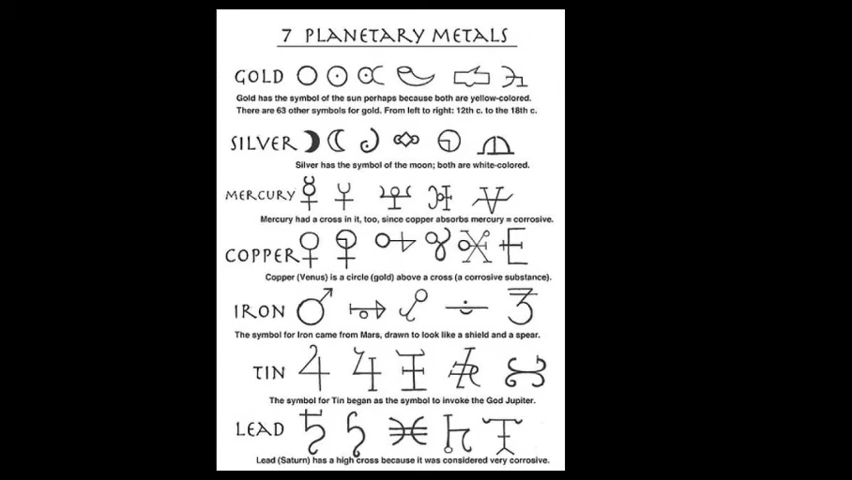 7 PLANETARY METALS
GOLD
Gold has the symbol of the sun perhaps because both are yellow-colored.
There are 63 other symbols for gold. From left to right: 12th c. to the 18th c.
SILVER
Silver has the symbol of the moon; both are white-colored.
MERCURY
Mercury had a cross in it, too, since copper absorbs mercury = corrosive.
COPPER
Copper (Venus) is a circle (gold) above a cross (a corrosive substance).
IRON
The symbol for Iron came from Mars, drawn to look like a shield and a spear.
TIN
The symbol for Tin began as the symbol to invoke the God Jupiter.
LEAD
Lead (Saturn) has a high cross because it was considered very corrosive.